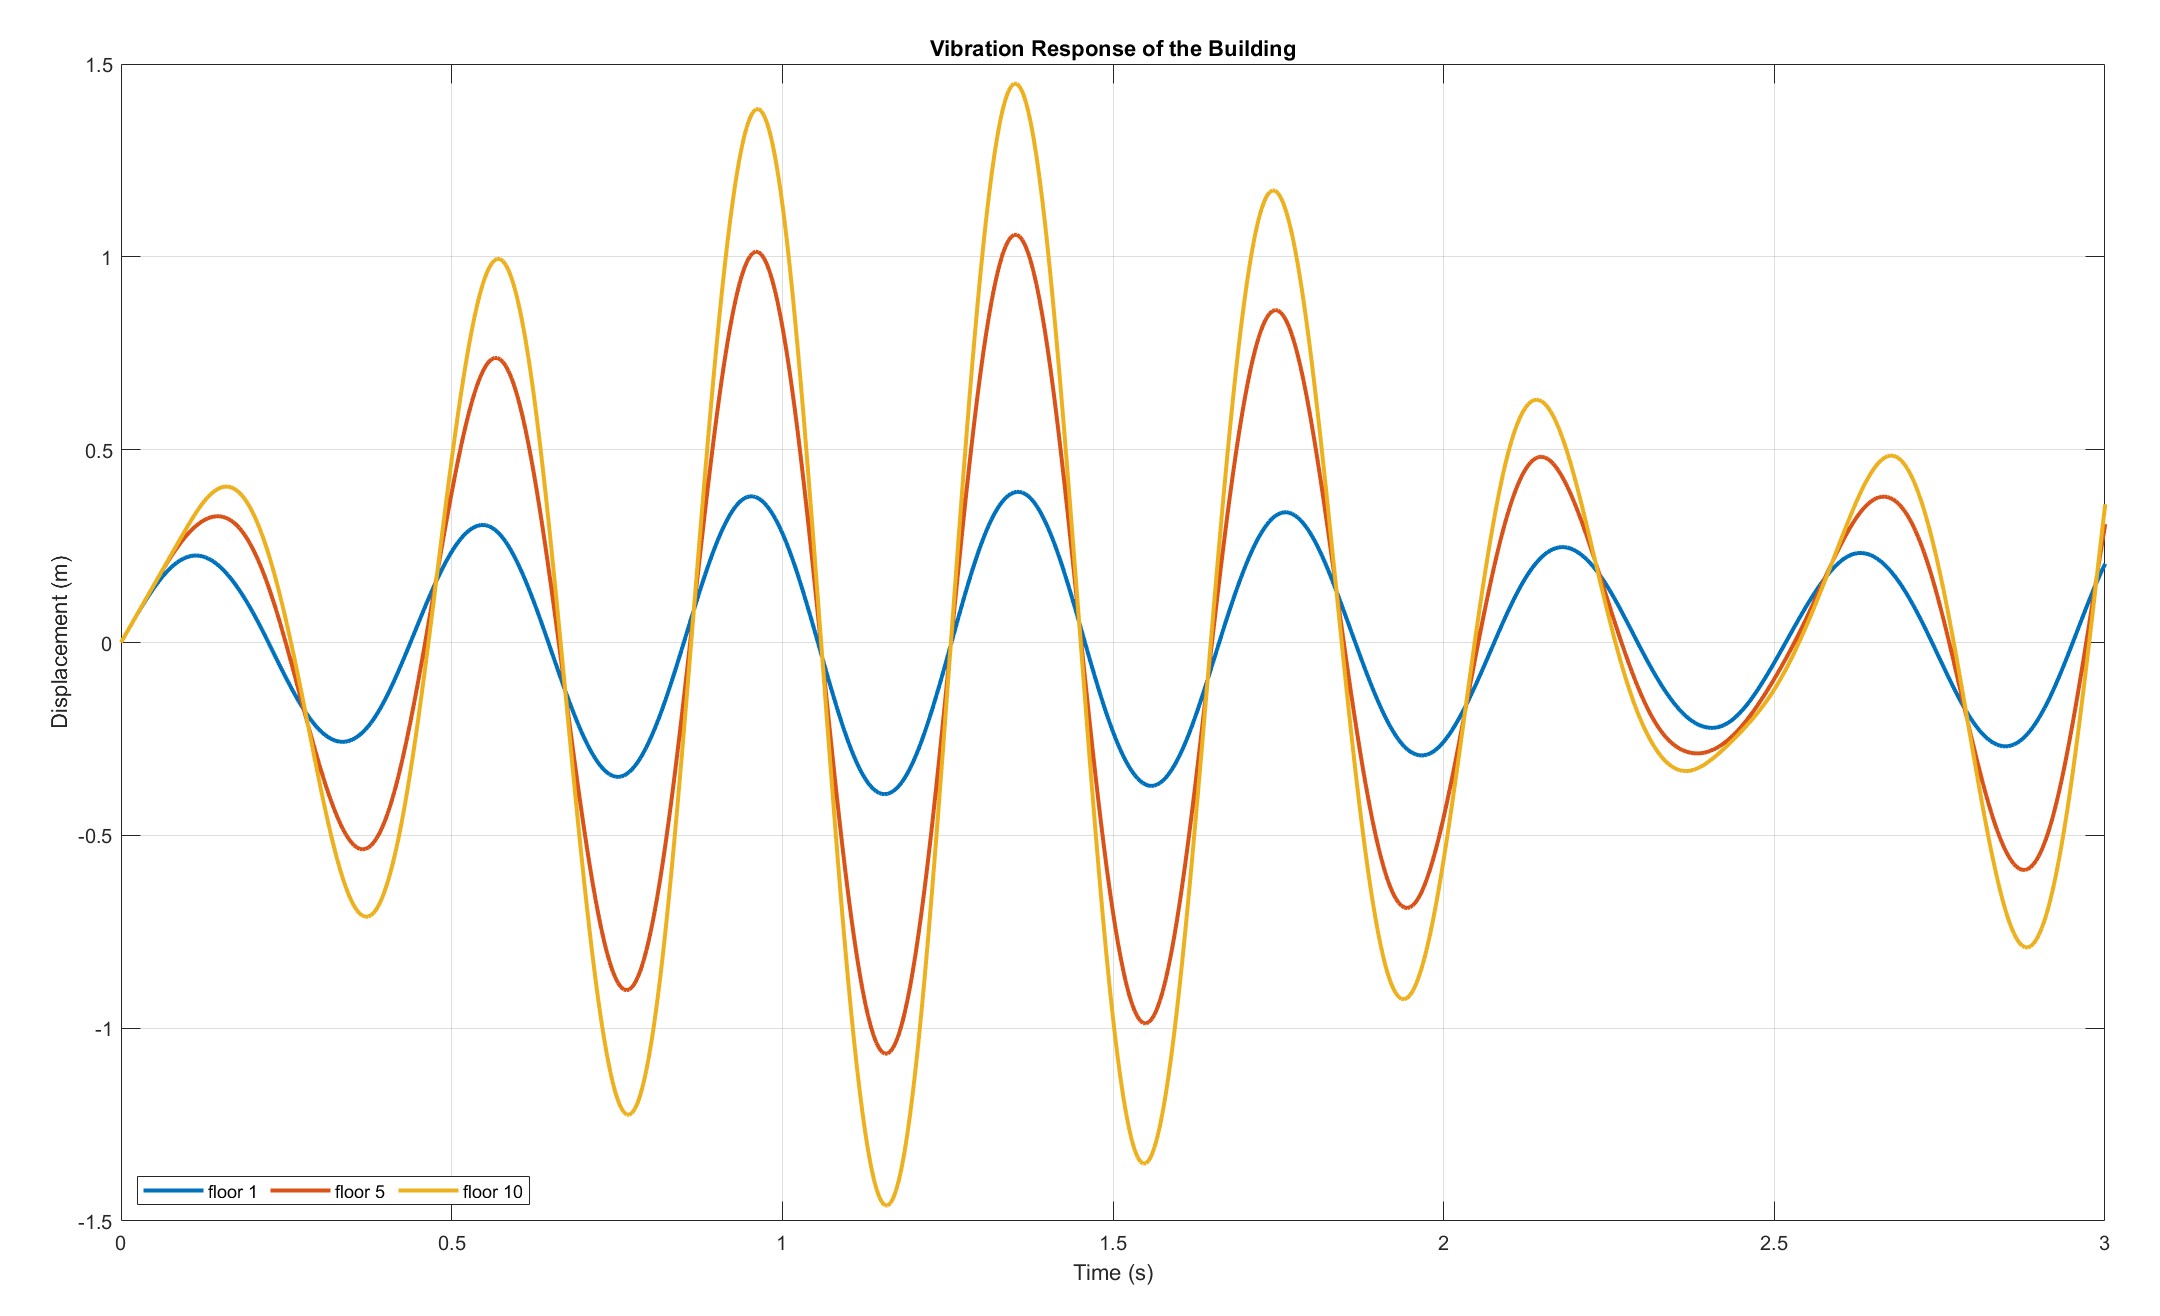 Vibration Response of the Building
1.5
1
0.5
0
-0.5
-1
-1.5
Displacement (m)
floor 1 floor 5 floor 10
0 0.5 1 1.5 2 2.5 3
Time (s)